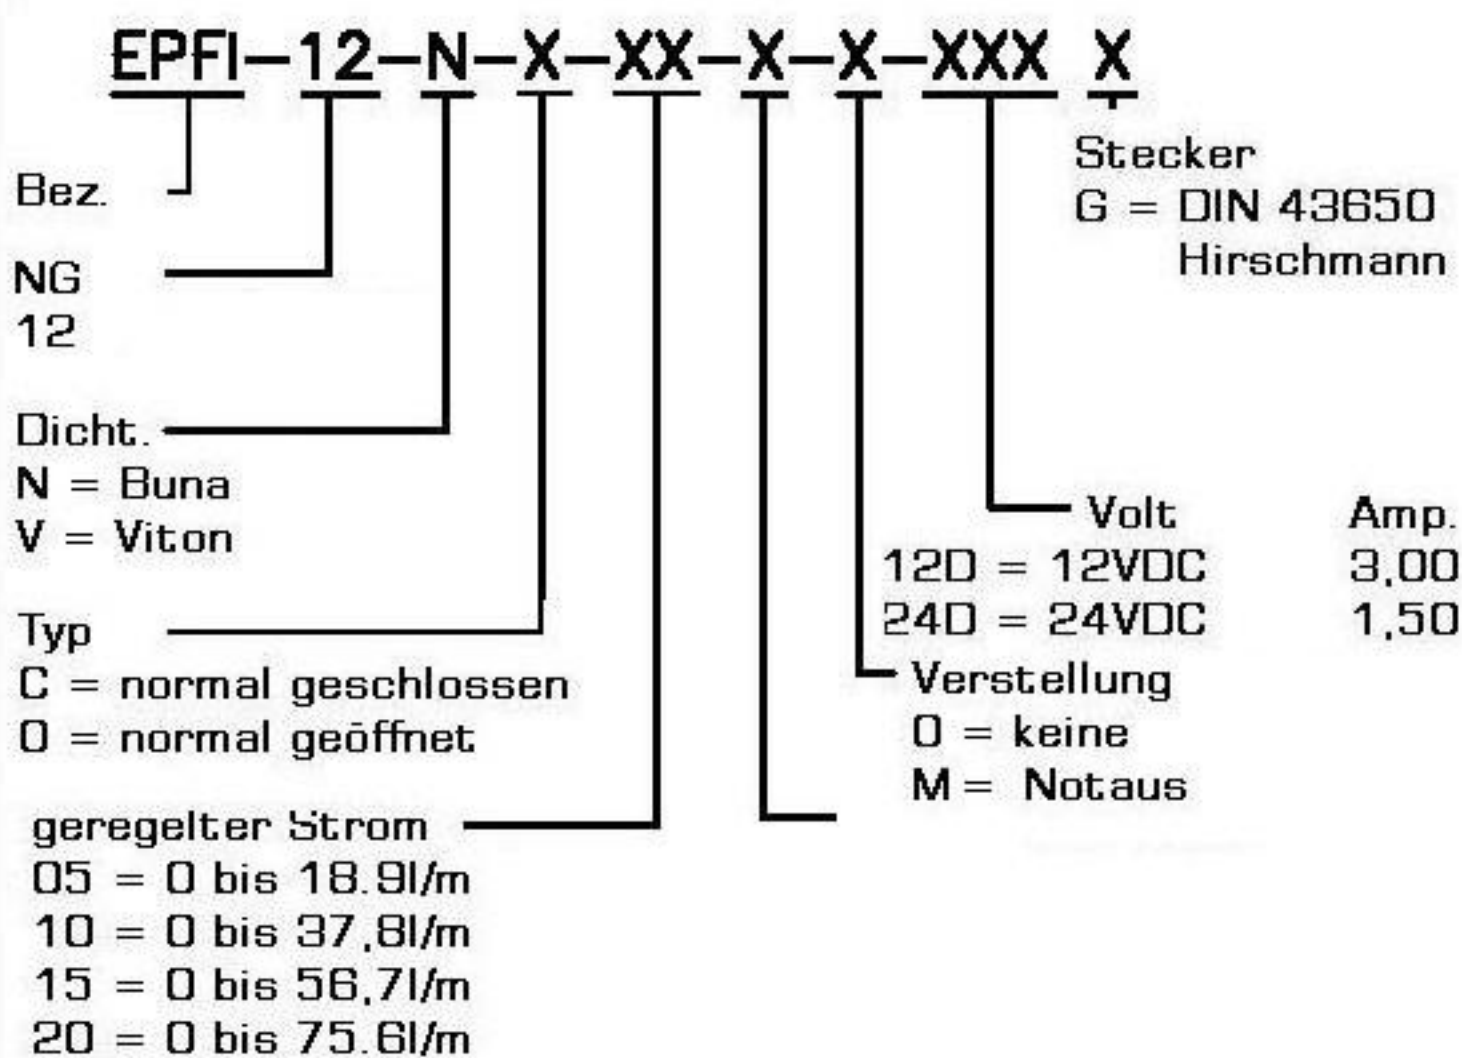 EPFI-12-N-X-XX-X-X-XXX X
Stecker
G = DIN 43650
Hirschmann
Bez.
NG
12
Dicht.
N = Buna
V = Viton
Volt Amp.
12D = 12VDC 3,00
24D = 24VDC 1,50
Typ
C = normal geschlossen
O = normal geöffnet
Verstellung
O = keine
M = Notaus
geregelter Strom
05 = 0 bis 18.9l/m
10 = 0 bis 37,8l/m
15 = 0 bis 56,7l/m
20 = 0 bis 75.6l/m